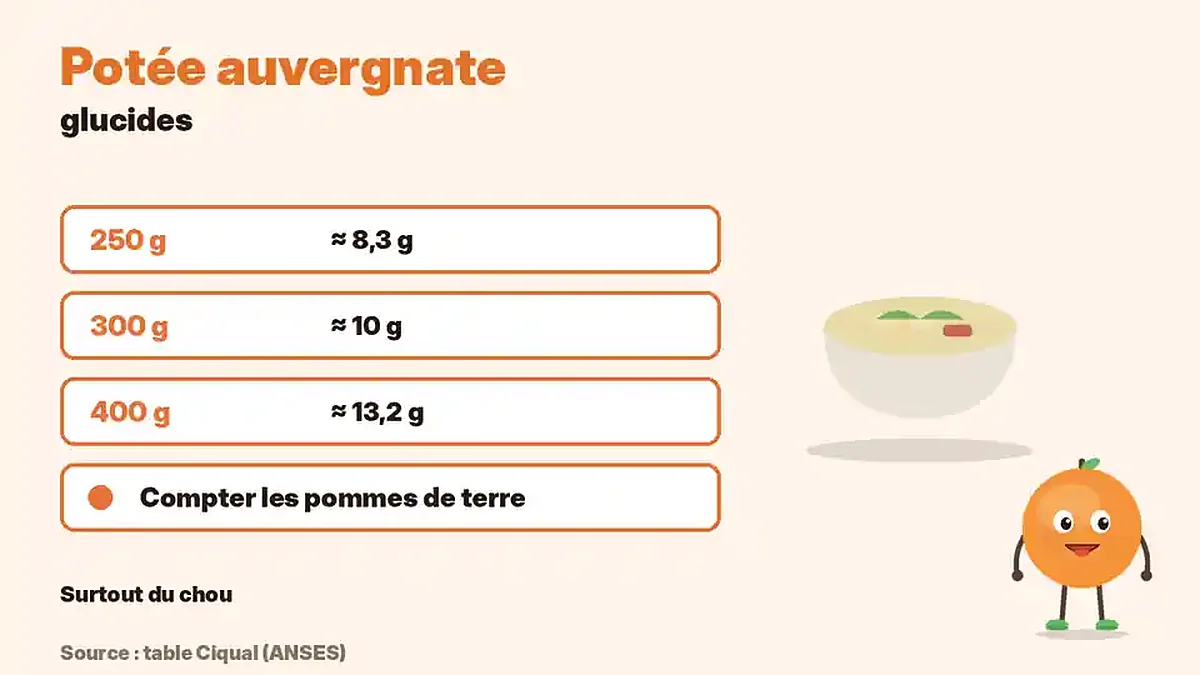 Potée auvergnate
glucides
250 g ≈ 8,3 g
300 g ≈ 10 g
400 g ≈ 13,2 g
Compter les pommes de terre
Surtout du chou
Source : table Ciqual (ANSES)